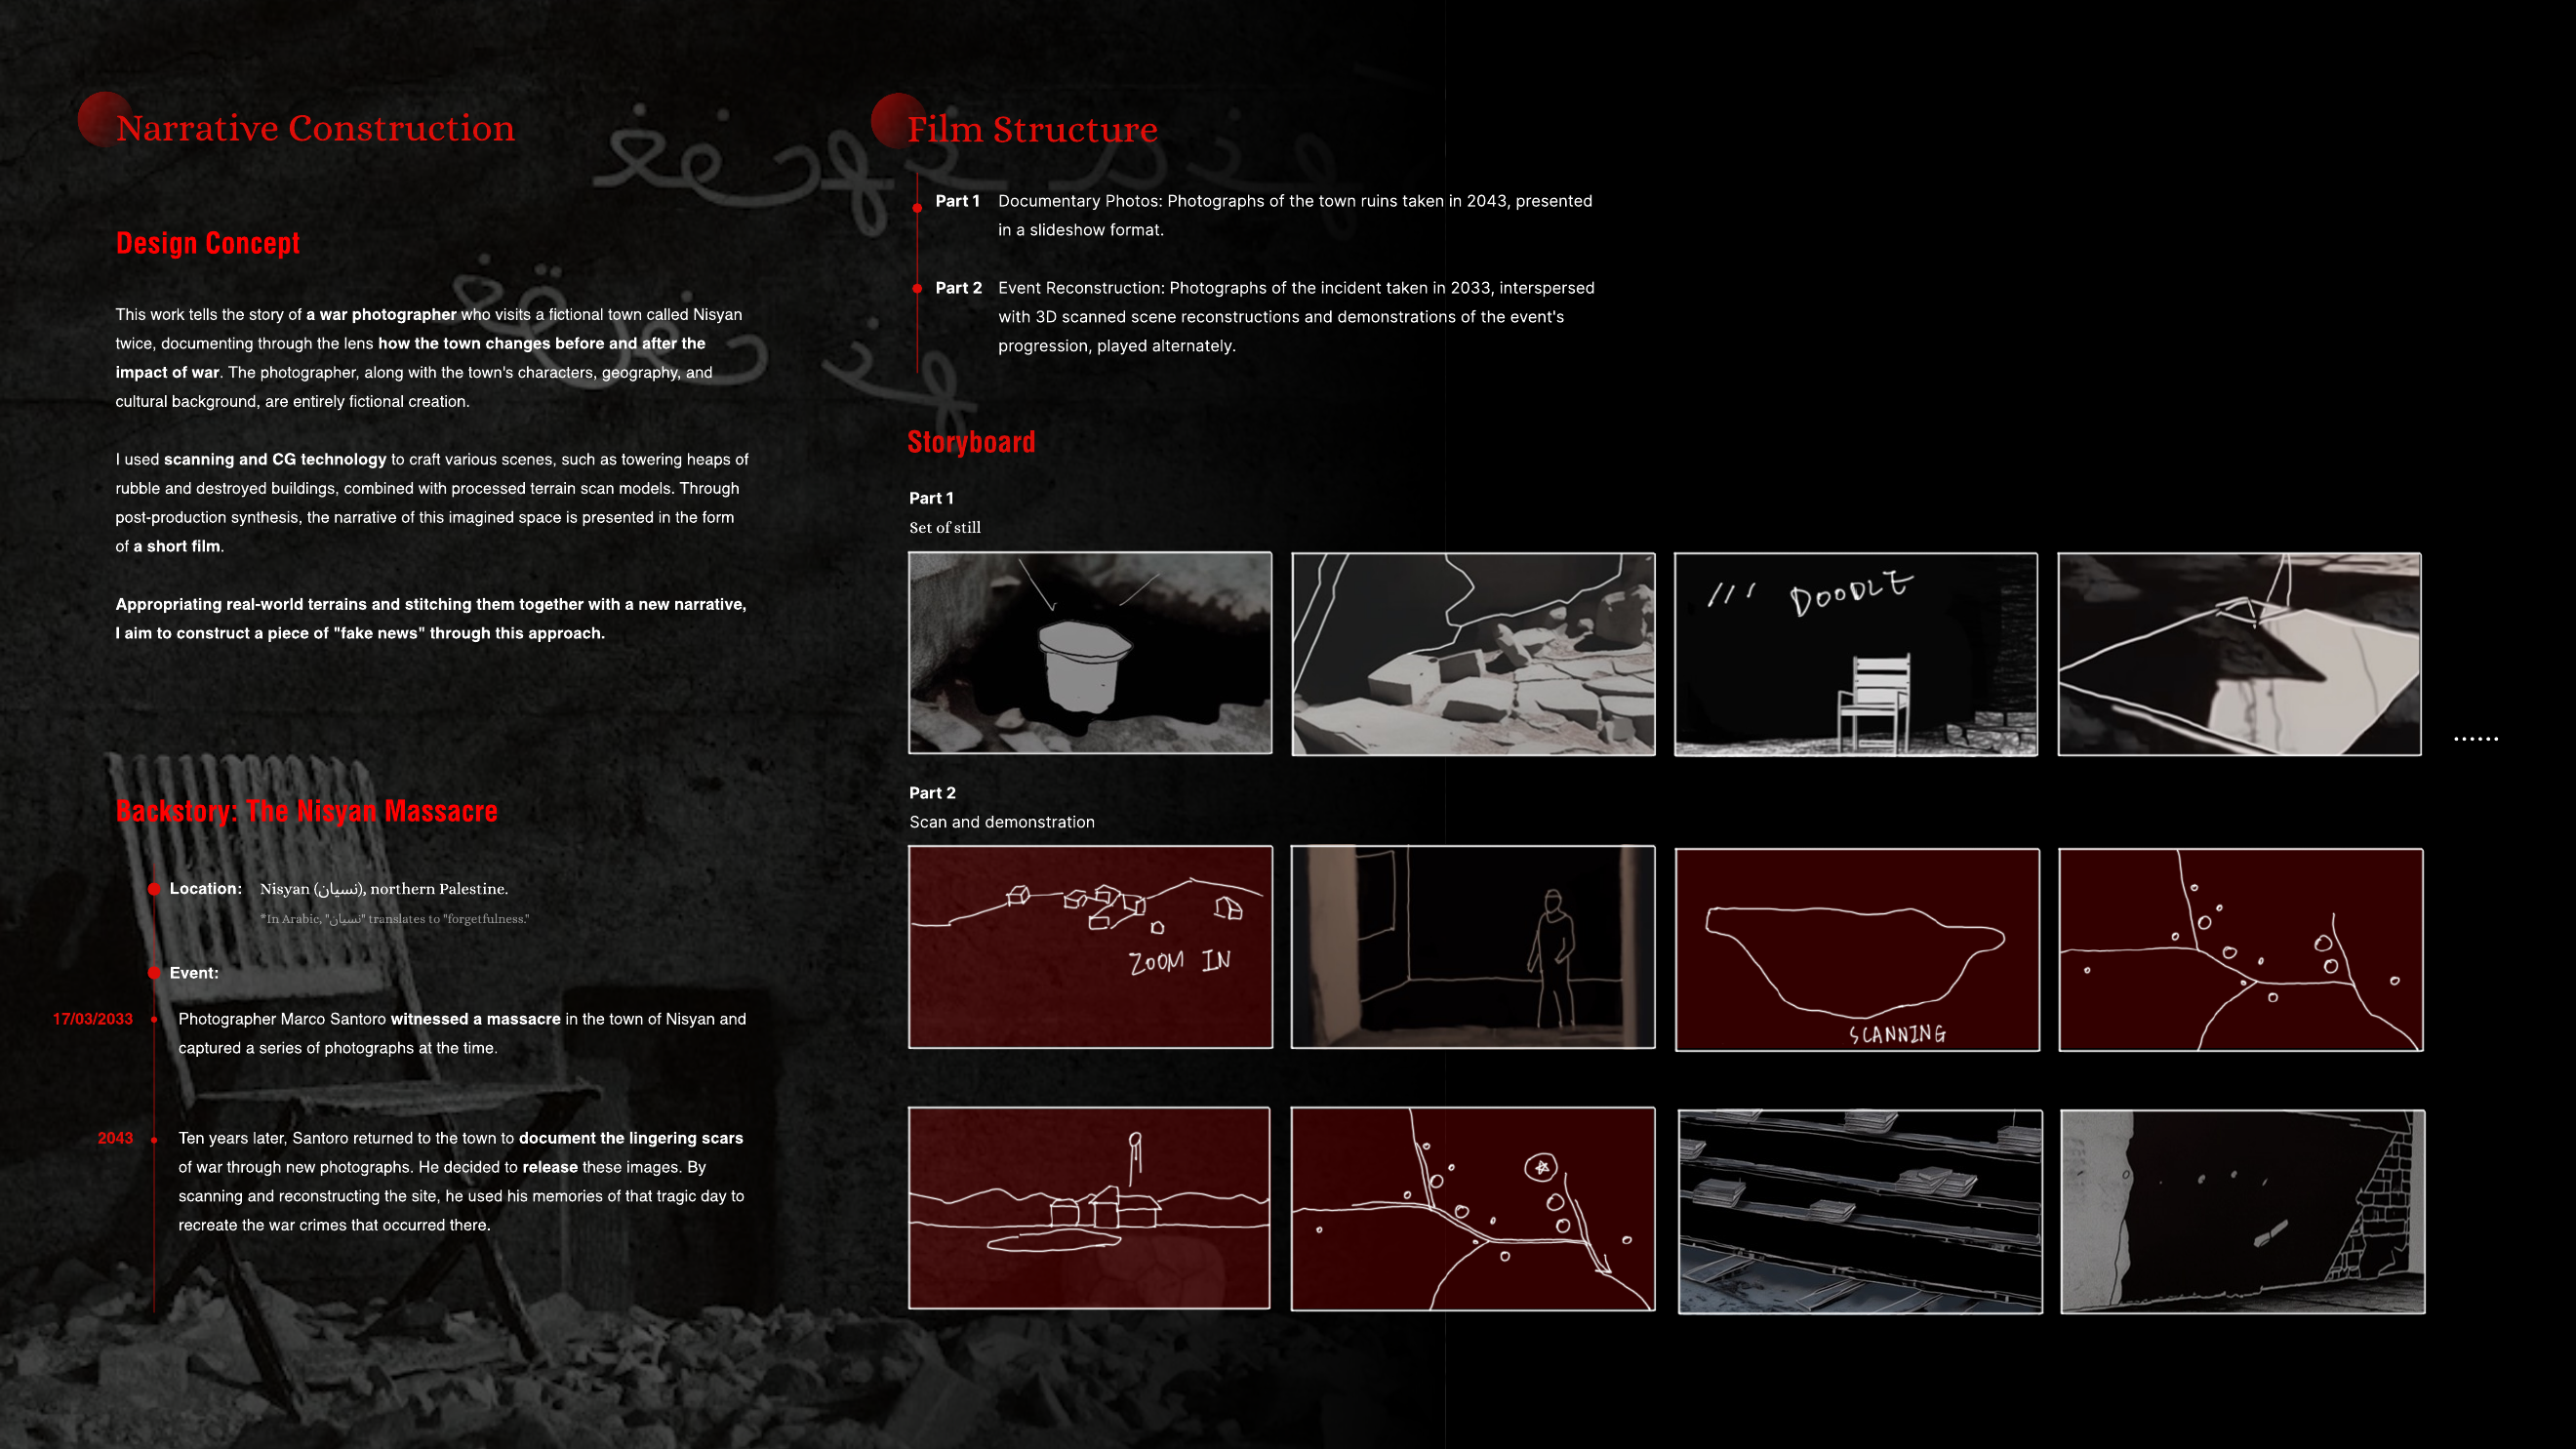 Narrative Construction
Design Concept
This work tells the story of a war photographer who visits a fictional town called Nisyan
twice, documenting through the lens how the town changes before and after the
impact of war. The photographer, along with the town's characters, geography, and
cultural background, are entirely fictional creation.
I used scanning and CG technology to craft various scenes, such as towering heaps of
rubble and destroyed buildings, combined with processed terrain scan models. Through
post-production synthesis, the narrative of this imagined space is presented in the form
of a short film.
Appropriating real-world terrains and stitching them together with a new narrative,
I aim to construct a piece of "fake news" through this approach.
Backstory: The Nisyan Massacre
Location: Nisyan (نسيان), northern Palestine.
*In Arabic, "نسيان" translates to "forgetfulness."
Event:
17/03/2033 Photographer Marco Santoro witnessed a massacre in the town of Nisyan and
captured a series of photographs at the time.
2043 Ten years later, Santoro returned to the town to document the lingering scars
of war through new photographs. He decided to release these images. By
scanning and reconstructing the site, he used his memories of that tragic day to
recreate the war crimes that occurred there.
Film Structure
Part 1 Documentary Photos: Photographs of the town ruins taken in 2043, presented
in a slideshow format.
Part 2 Event Reconstruction: Photographs of the incident taken in 2033, interspersed
with 3D scanned scene reconstructions and demonstrations of the event's
progression, played alternately.
Storyboard
Part 1
Set of still
DOODLE
......
Part 2
Scan and demonstration
ZOOM IN
SCANNING